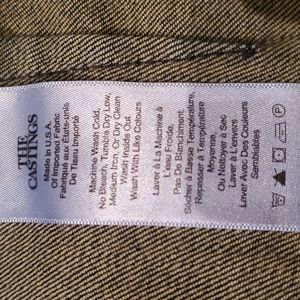 THE
CASTINGS
Made in U.S.A.
Of Imported Fabric
Fabriqué aux États-unis
De Tissu Importé
Machine Wash Cold,
No Bleach, Tumble Dry Low,
Medium Iron, Or Dry Clean
Wash Inside Out
Wash With Like Colours
Laver À La Machine À
L'eau Froide,
Pas De Blanchiment,
Sécher à Basse Température
Repasser à Température
Moyenne,
Ou Nettoyer à Sec
Laver à L'envers
Laver Avec Des Couleurs
Semblables